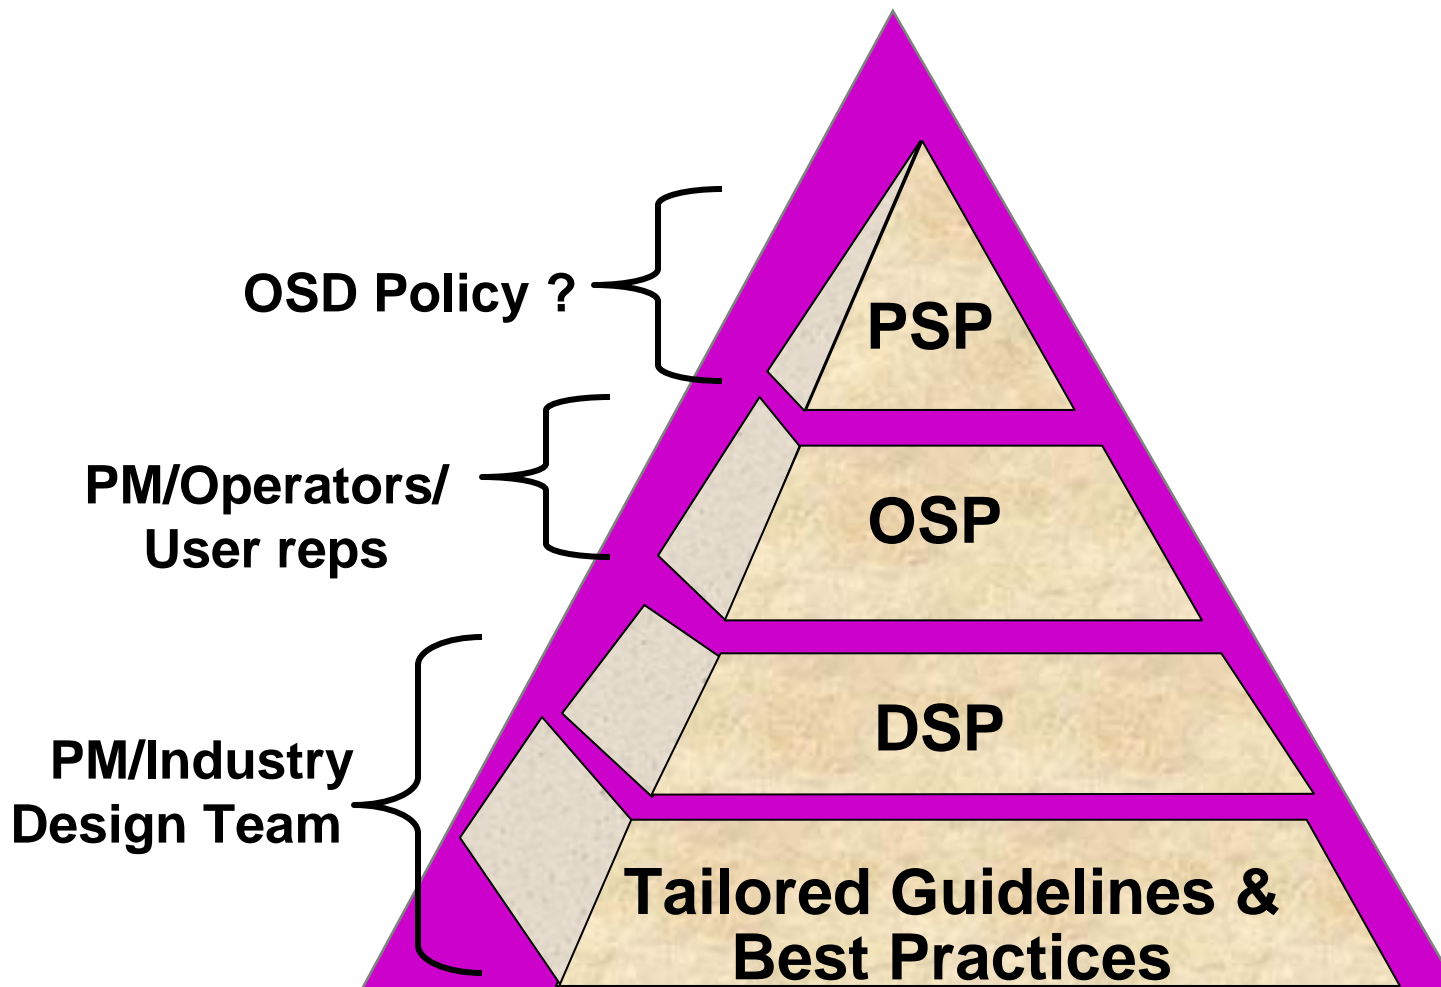 OSD Policy ?
PSP
PM/Operators/
User reps
OSP
PM/Industry
Design Team
DSP
Tailored Guidelines &
Best Practices